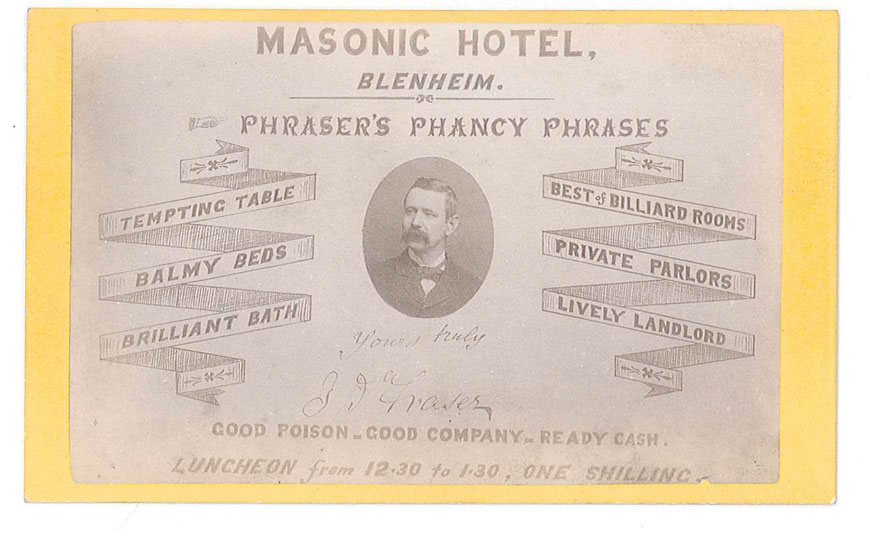 MASONIC HOTEL,
BLENHEIM.
PHRASER'S PHANCY PHRASES
TEMPTING TABLE
BALMY BEDS
BRILLIANT BATH
BEST of BILLIARD ROOMS
PRIVATE PARLORS
LIVELY LANDLORD
Yours truly
J Fraser
GOOD POISON - GOOD COMPANY - READY CASH.
LUNCHEON from 12.30 to 1.30, ONE SHILLING.